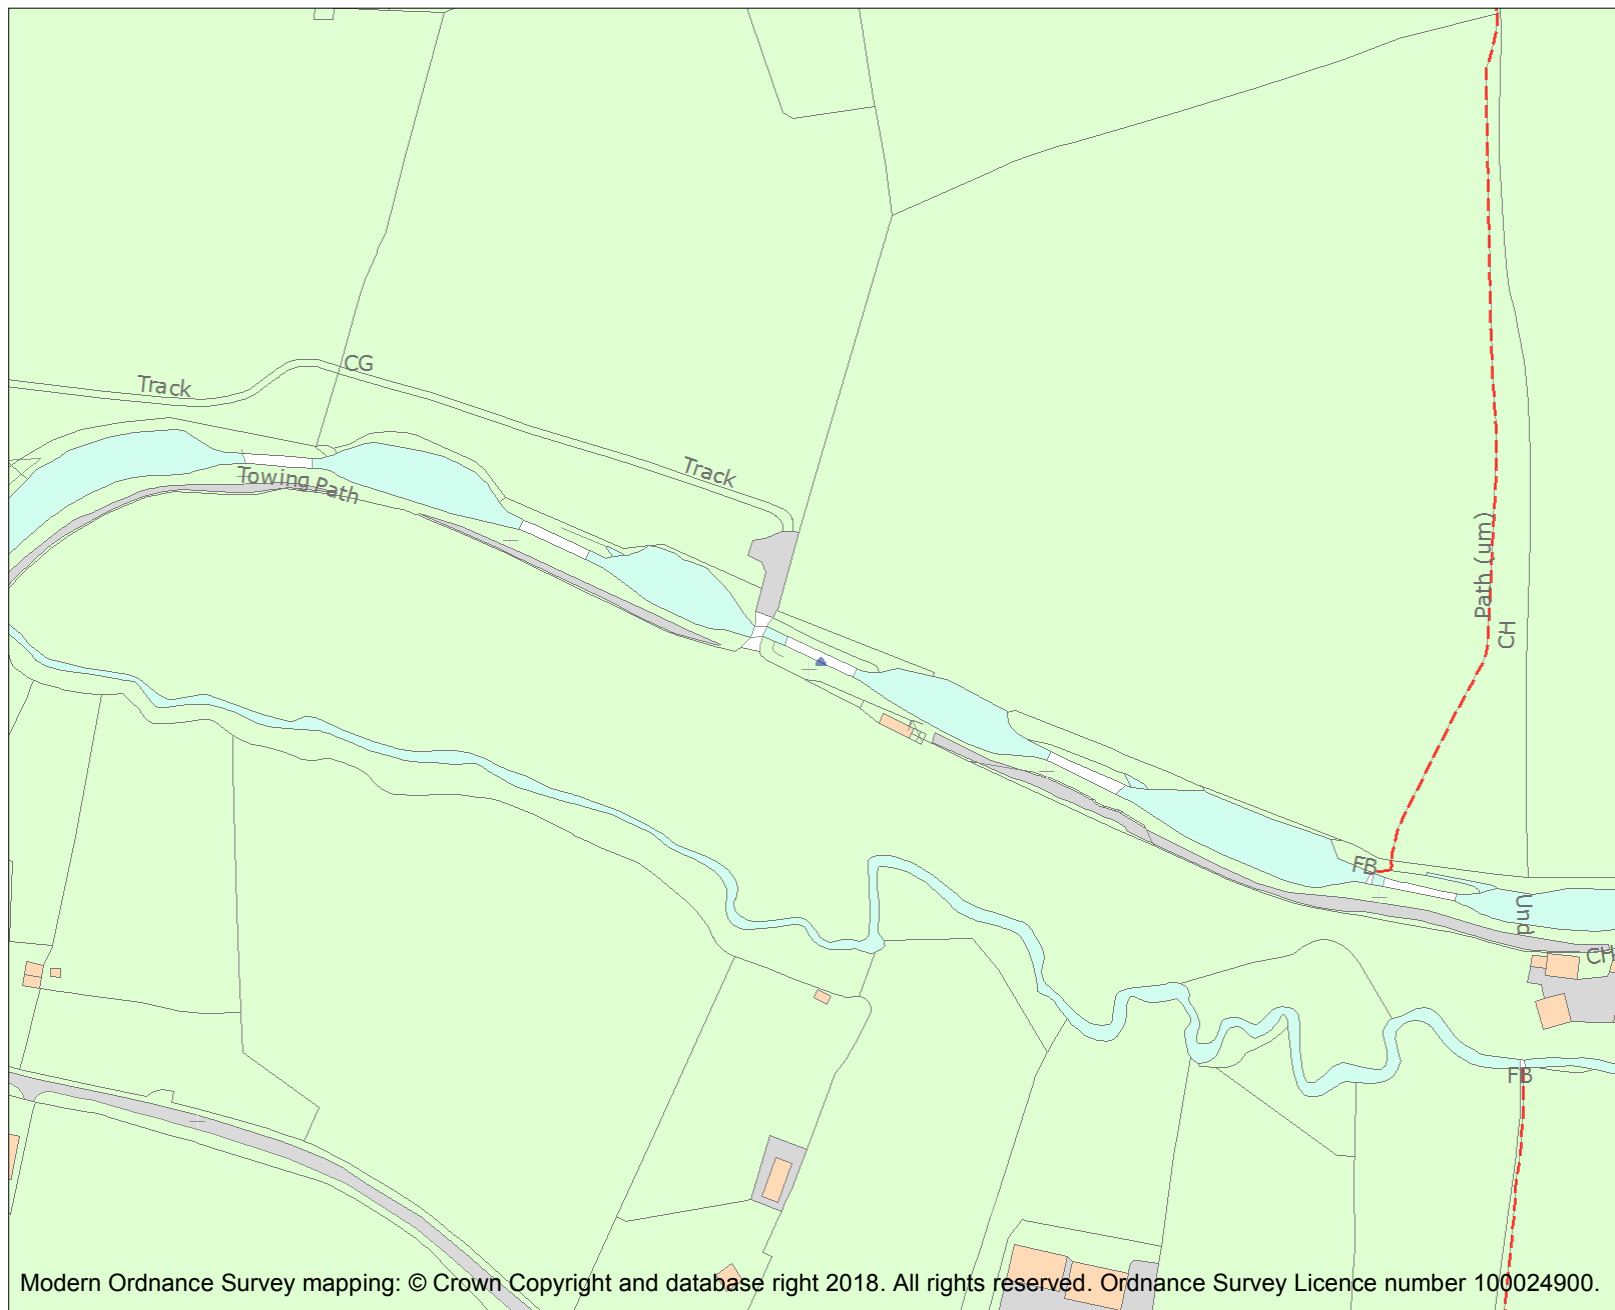 CG
Track
Track
Towing Path
Path (um)
CH
FB
Und
CH
FB
Modern Ordnance Survey mapping: © Crown Copyright and database right 2018. All rights reserved. Ordnance Survey Licence number 100024900.